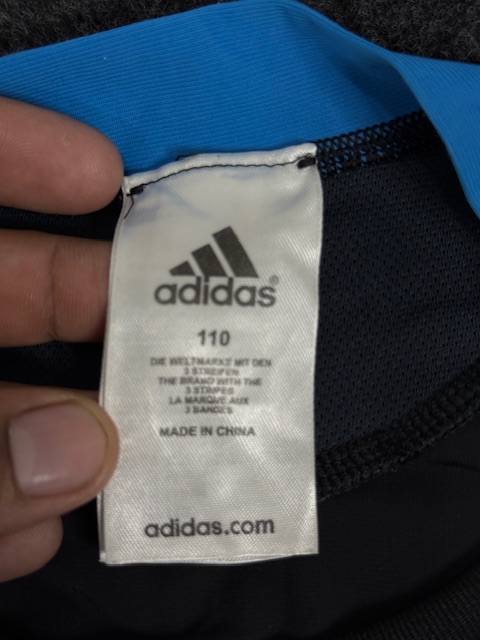 adidas®
110
DIE WELTMARKE MIT DEN
3 STREIFEN
THE BRAND WITH THE
3 STRIPES
LA MARQUE AUX
3 BANDES
MADE IN CHINA
adidas.com